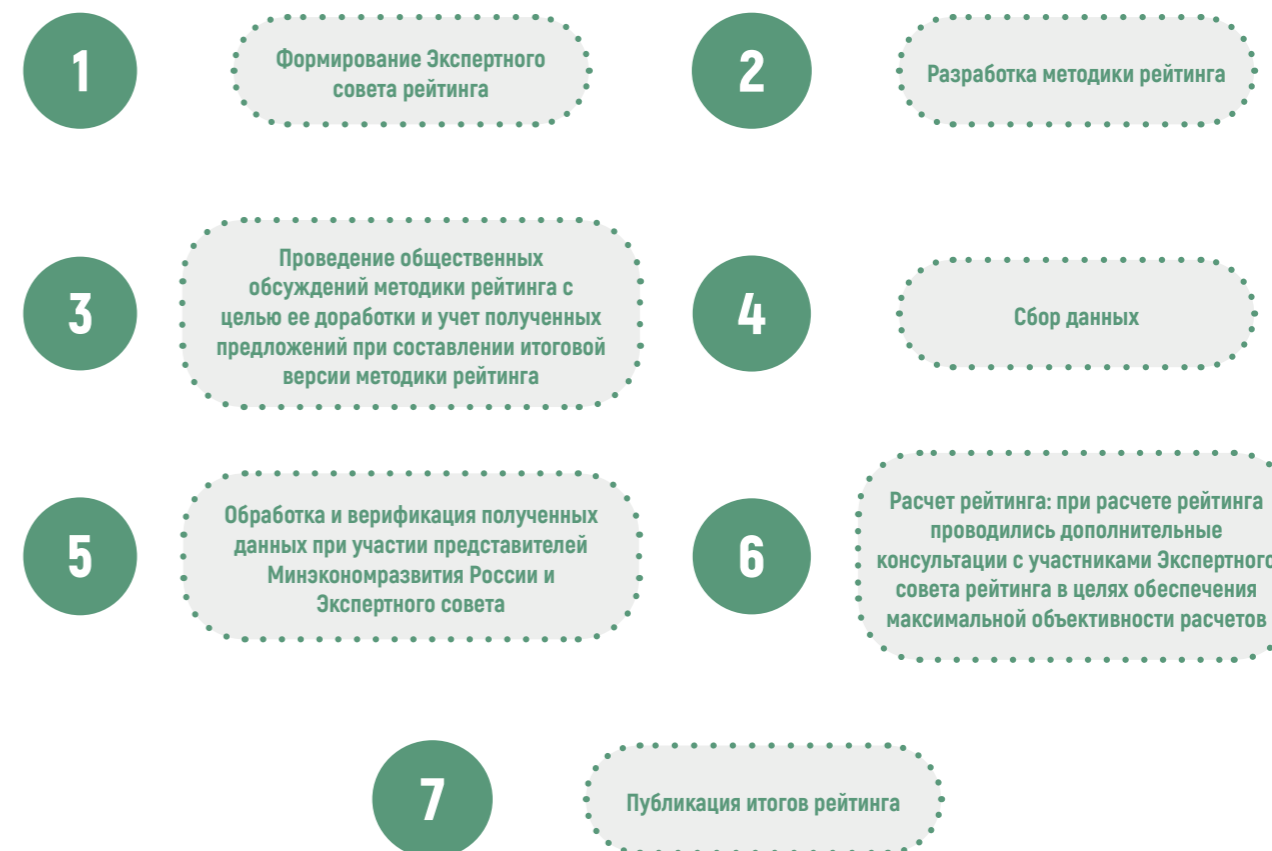 1
Формирование Экспертного
совета рейтинга
2
Разработка методики рейтинга
3
Проведение общественных
обсуждений методики рейтинга с
целью ее доработки и учет полученных
предложений при составлении итоговой
версии методики рейтинга
4
Сбор данных
5
Обработка и верификация полученных
данных при участии представителей
Минэкономразвития России и
Экспертного совета
6
Расчет рейтинга: при расчете рейтинга
проводились дополнительные
консультации с участниками Экспертного
совета рейтинга в целях обеспечения
максимальной объективности расчетов
7
Публикация итогов рейтинга